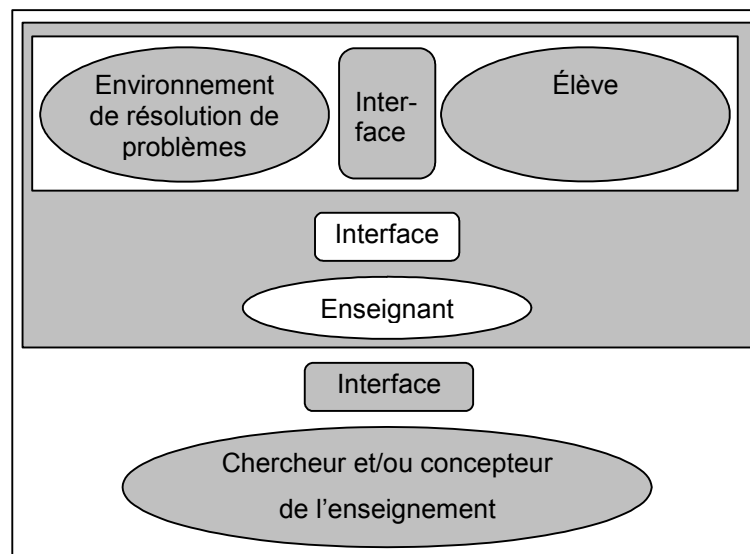 Environnement
de résolution de
problèmes
Inter-
face
Élève
Interface
Enseignant
Interface
Chercheur et/ou concepteur
de l’enseignement